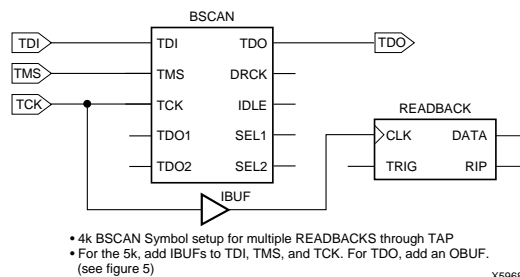 BSCAN
TDI
TMS
TCK
TDI
TMS
TCK
TDO1
TDO2
TDO
DRCK
IDLE
SEL1
SEL2
TDO
IBUF
READBACK
CLK
TRIG
DATA
RIP
• 4k BSCAN Symbol setup for multiple READBACKS through TAP
• For the 5k, add IBUFs to TDI, TMS, and TCK. For TDO, add an OBUF.
(see figure 5)
X5968